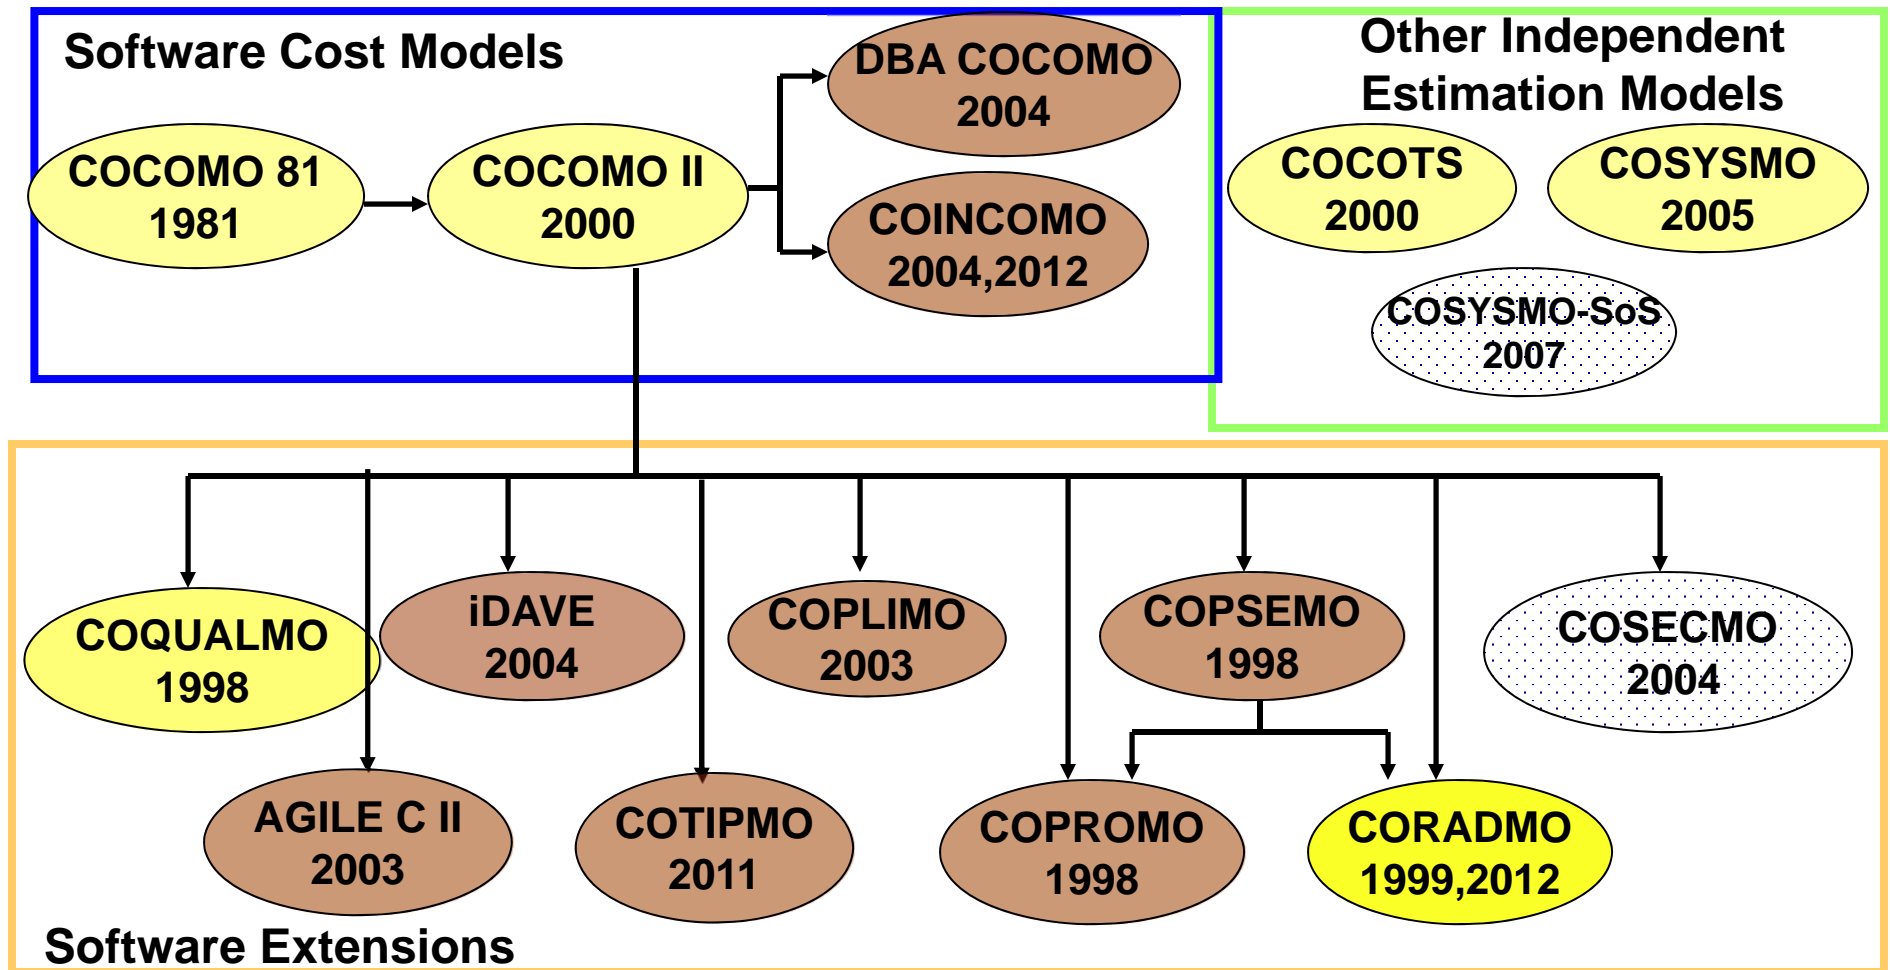 Software Cost Models
DBA COCOMO
2004
COCOMO 81
1981
COCOMO II
2000
COINCOMO
2004,2012
Other Independent
Estimation Models
COCOTS
2000
COSYSMO
2005
COSYSMO-SoS
2007
COQUALMO
1998
iDAVE
2004
COPLIMO
2003
COPSEMO
1998
COSECMO
2004
AGILE C II
2003
COTIPMO
2011
COPROMO
1998
CORADMO
1999,2012
Software Extensions